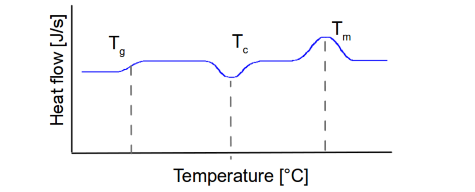 Heat flow [J/s]
Tg
Tc
Tm
Temperature [°C]